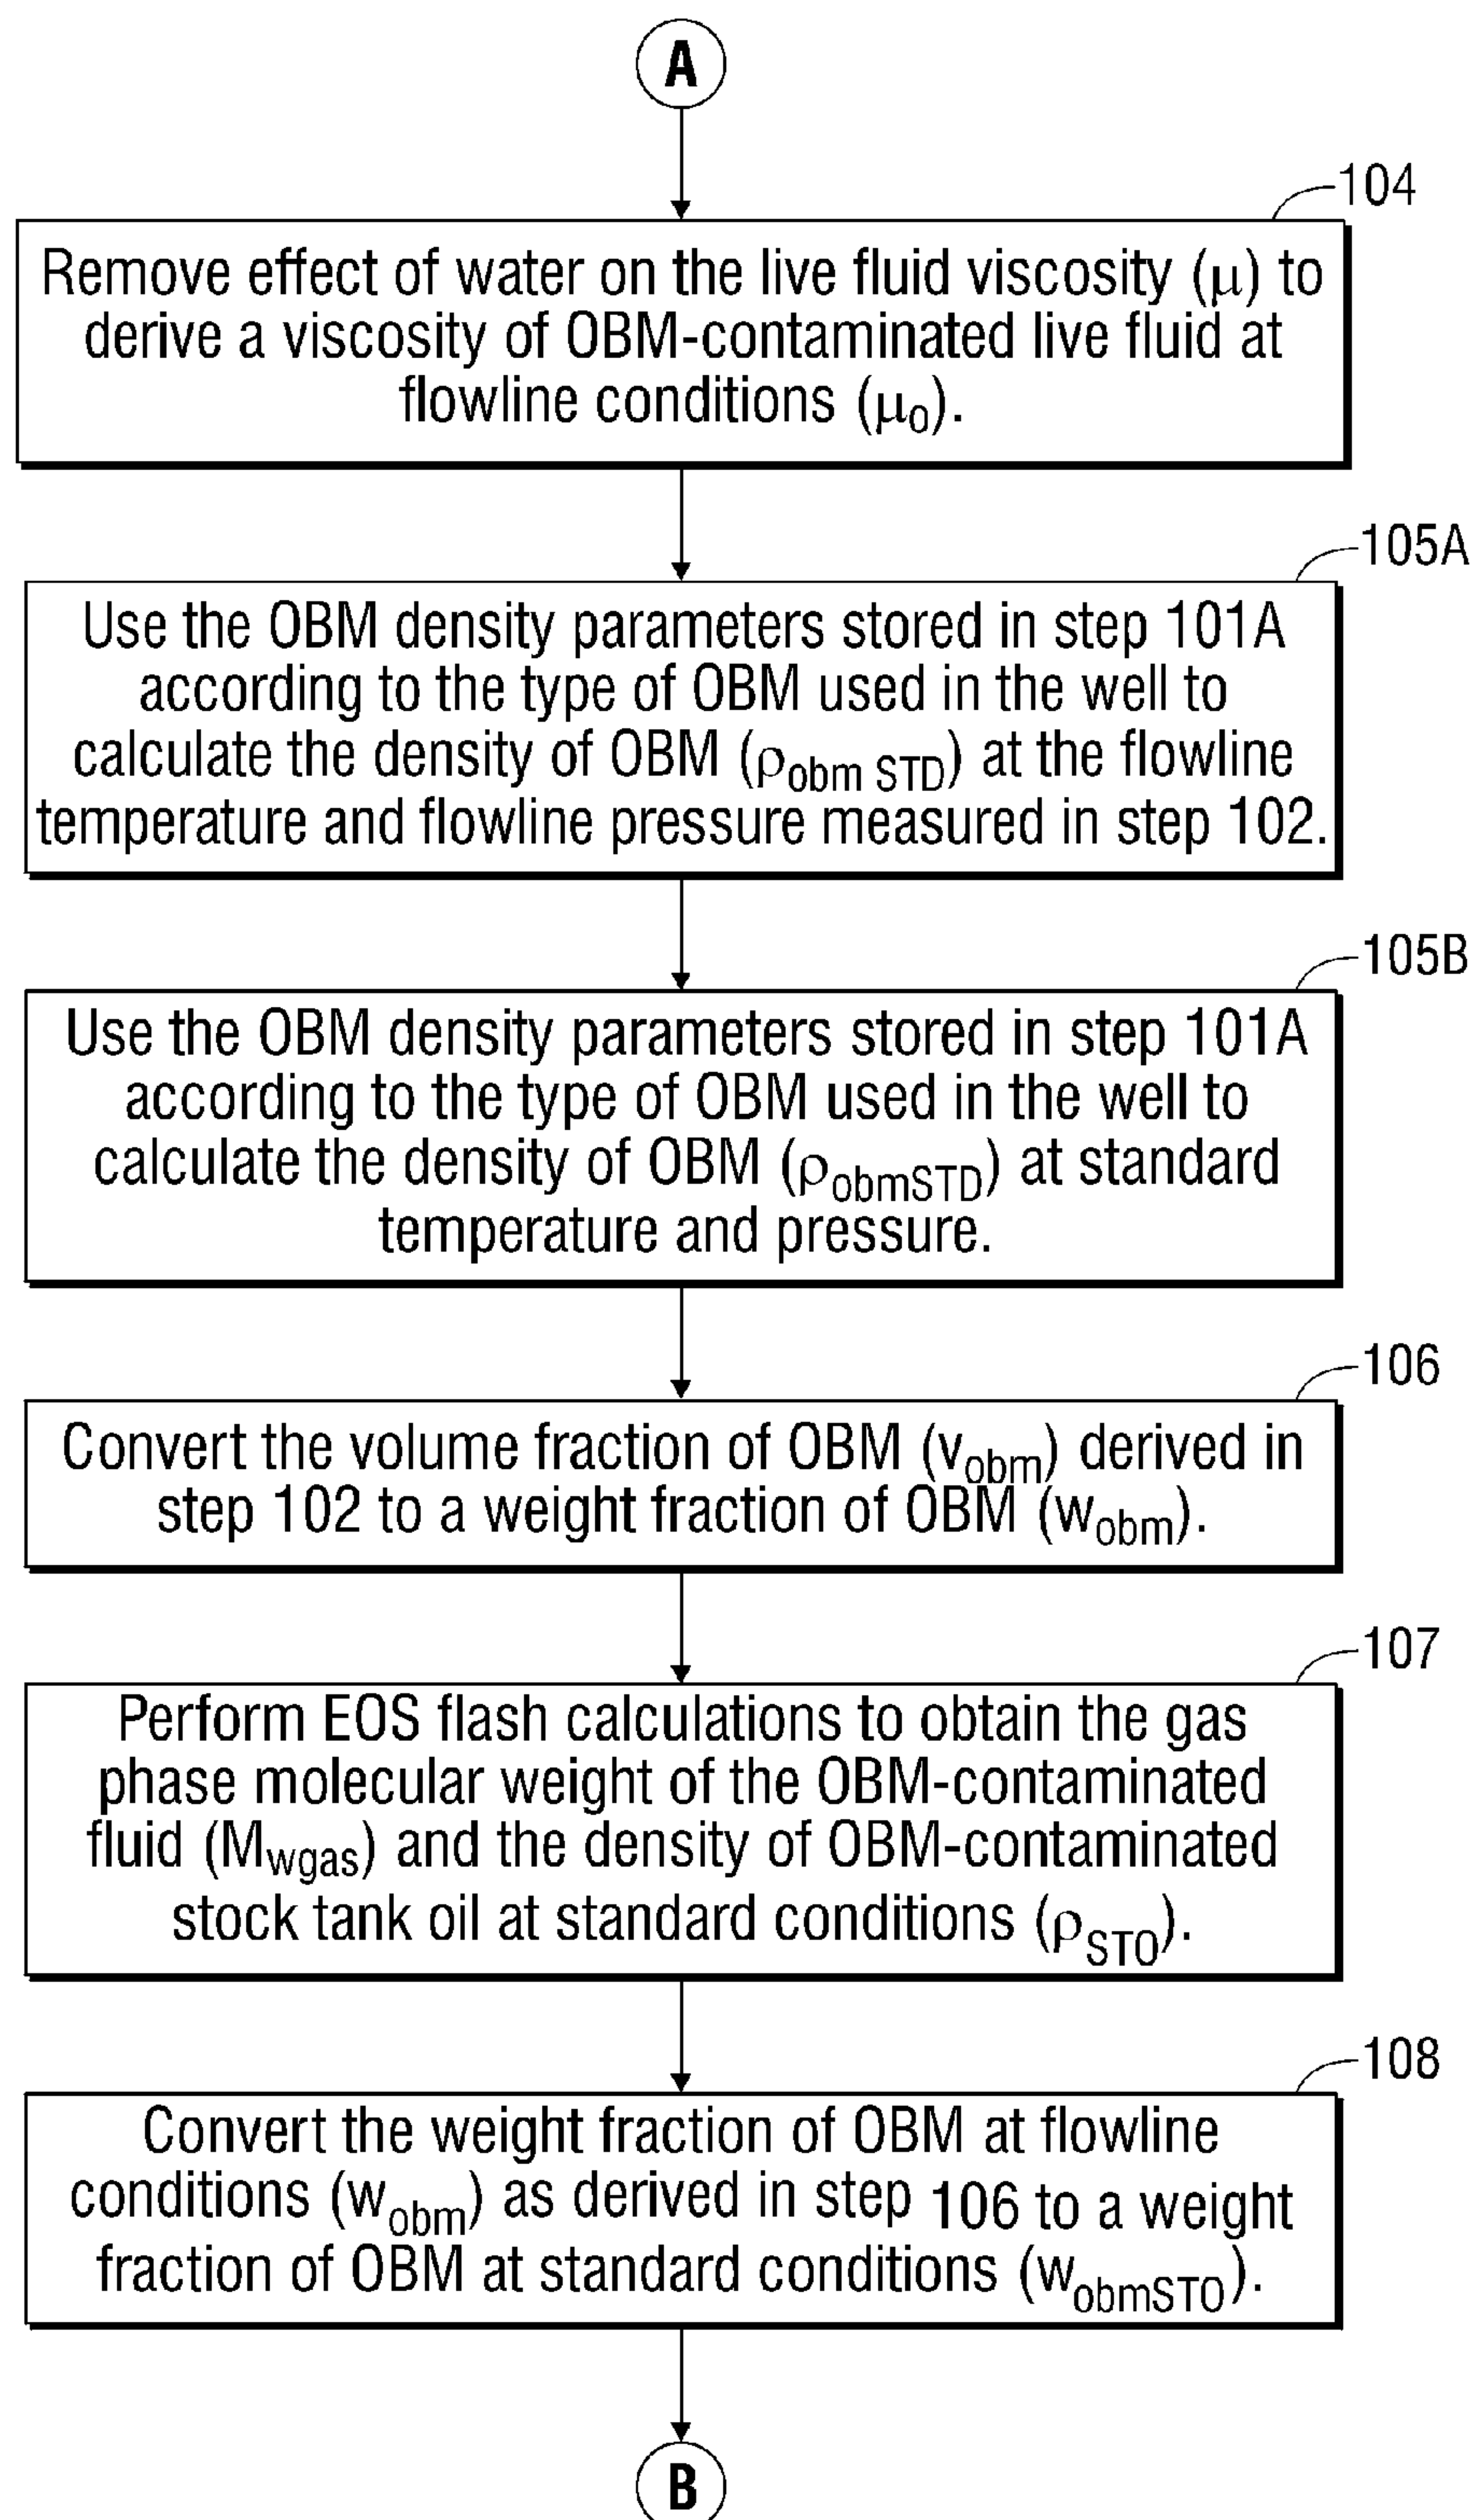 A
104
Remove effect of water on the live fluid viscosity (μ) to
derive a viscosity of OBM-contaminated live fluid at
flowline conditions (μo).
105A
Use the OBM density parameters stored in step 101A
according to the type of OBM used in the well to
calculate the density of OBM (ρobm STD) at the flowline
temperature and flowline pressure measured in step 102.
105B
Use the OBM density parameters stored in step 101A
according to the type of OBM used in the well to
calculate the density of OBM (ρobmSTD) at standard
temperature and pressure.
106
Convert the volume fraction of OBM (vobm) derived in
step 102 to a weight fraction of OBM (wobm).
107
Perform EOS flash calculations to obtain the gas
phase molecular weight of the OBM-contaminated
fluid (Mwgas) and the density of OBM-contaminated
stock tank oil at standard conditions (ρSTO).
108
Convert the weight fraction of OBM at flowline
conditions (wobm) as derived in step 106 to a weight
fraction of OBM at standard conditions (wobmSTO).
B